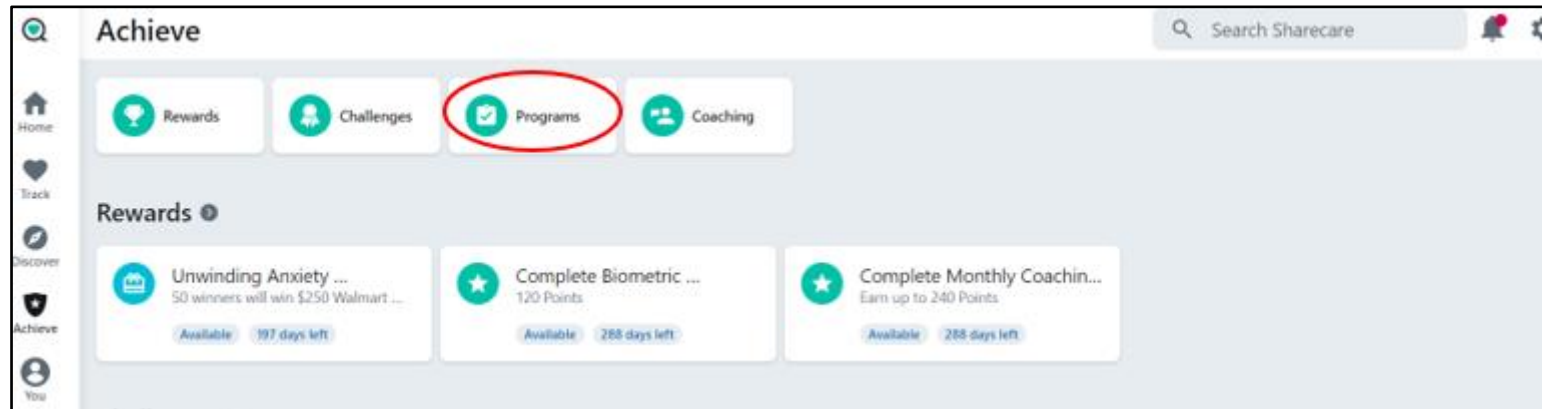 Achieve
Search Sharecare
Home
Track
Discover
Achieve
You
Rewards
Challenges
Programs
Coaching
Rewards
Unwinding Anxiety ...
50 winners will win $250 Walmart ...
Available 197 days left
Complete Biometric ...
120 Points
Available 288 days left
Complete Monthly Coachin...
Earn up to 240 Points
Available 288 days left